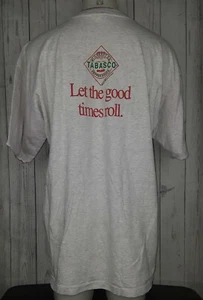 TABASCO
Let the good
times roll.